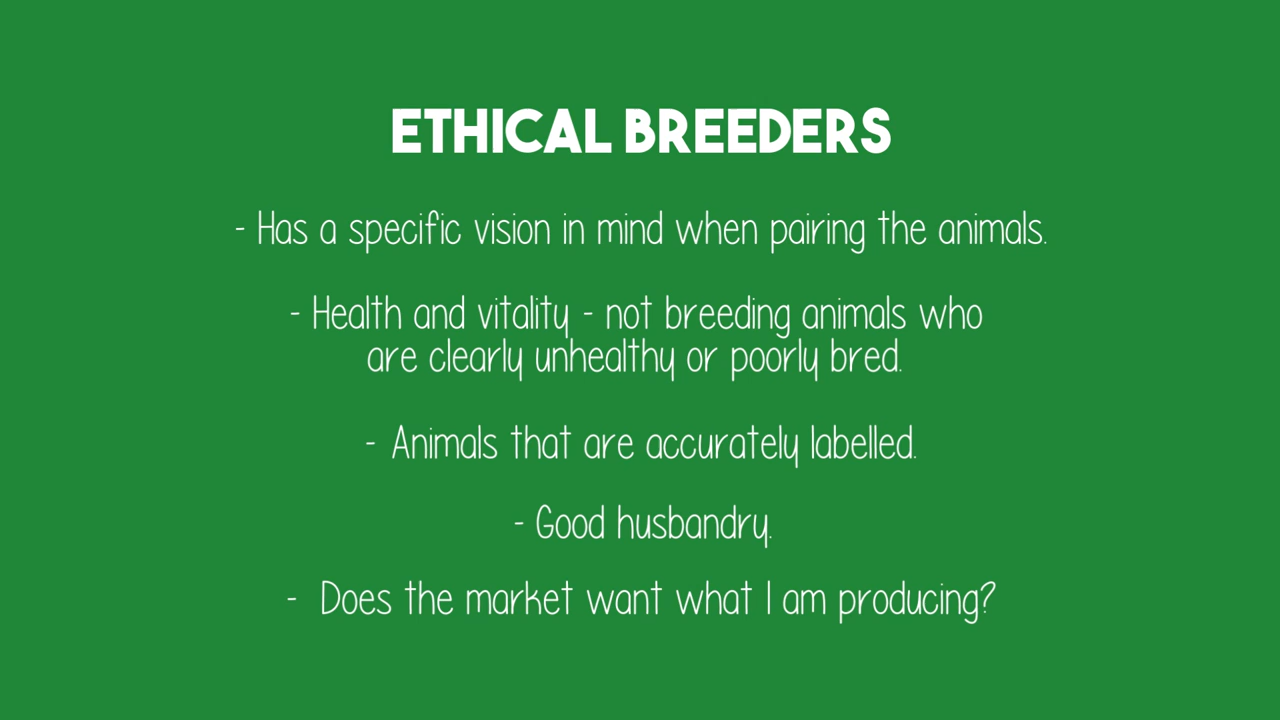 ETHICAL BREEDERS
- Has a specific vision in mind when pairing the animals.
- Health and vitality - not breeding animals who
are clearly unhealthy or poorly bred.
- Animals that are accurately labelled.
- Good husbandry.
- Does the market want what I am producing?